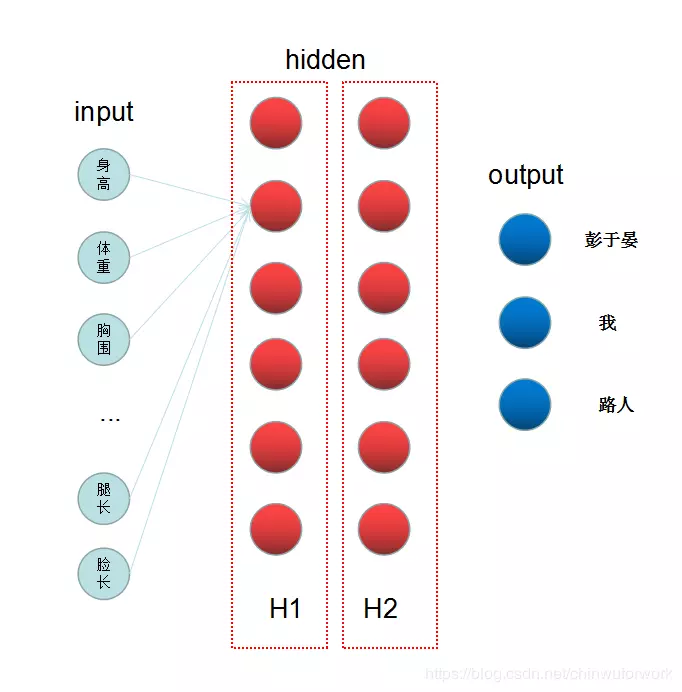 hidden
input
身
高
体
重
胸
围
...
腿
长
脸
长
H1
H2
output
彭于晏
我
路人
https://blog.csdn.net/chinwuforwork